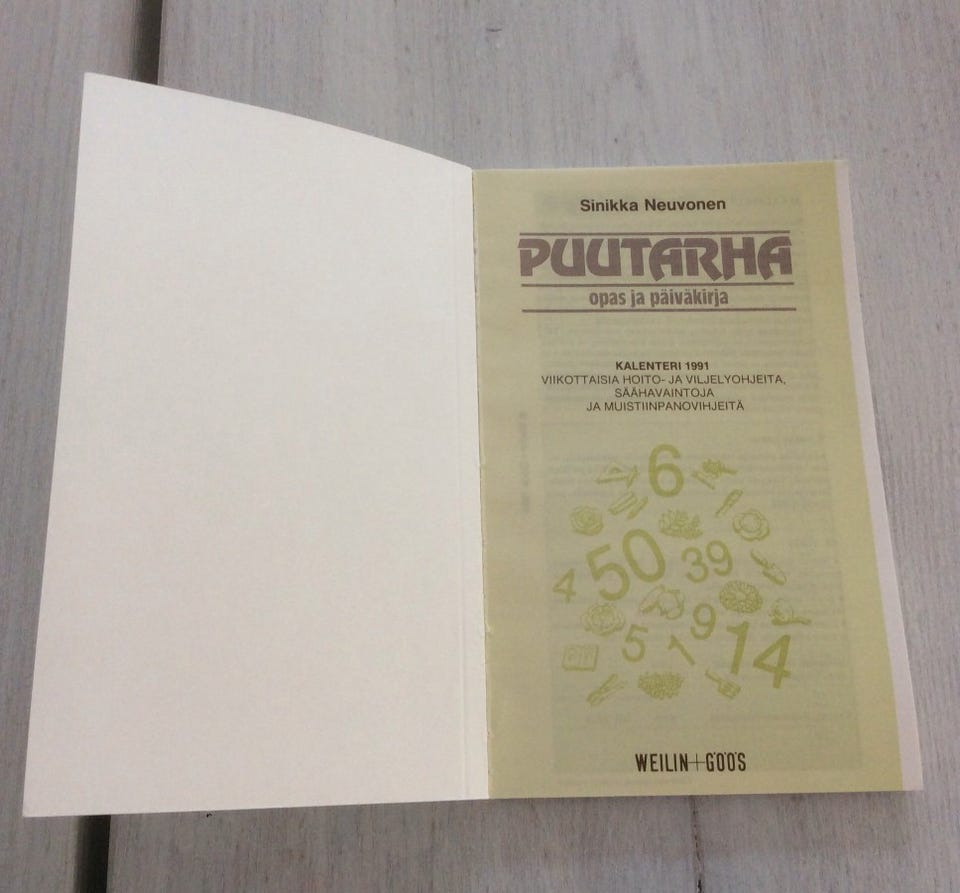 Sinikka Neuvonen
PUUTARHA
opas ja päiväkirja
KALENTERI 1991
VIIKOTTAISIA HOITO- JA VILJELYOHJEITA,
SÄÄHAVAINTOJA
JA MUISTIINPANOVIHJEITÄ
6
50 39
4
9
5 1 14
WEILIN+GÖÖS